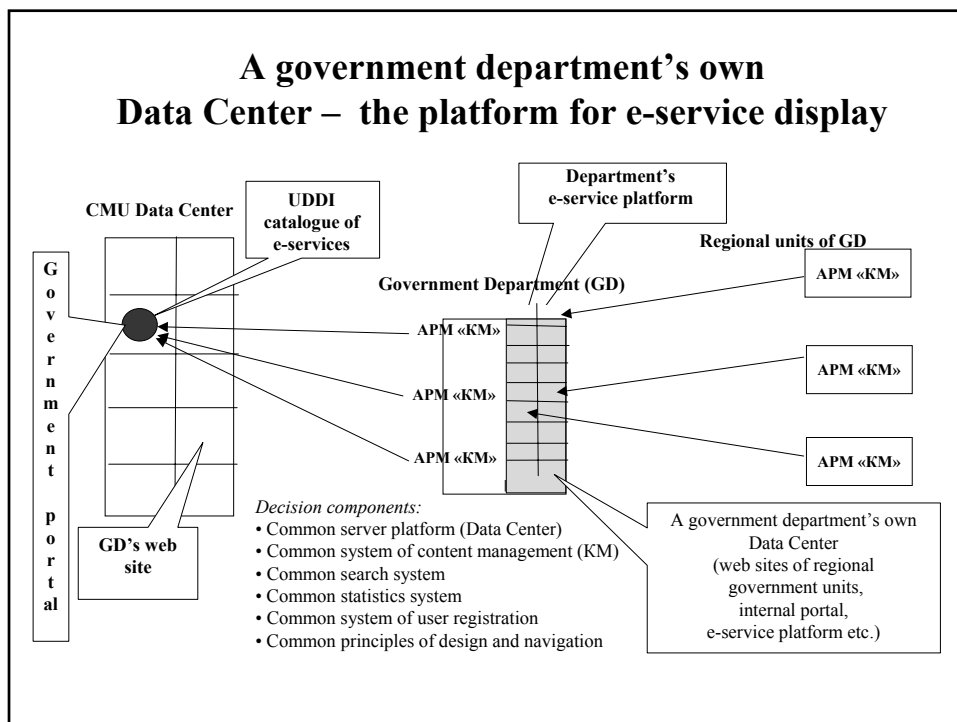 A government department’s own
Data Center – the platform for e-service display
CMU Data Center
UDDI
catalogue of
e-services
Department’s
e-service platform
Regional units of GD
Government Department (GD)
Government portal
АРМ «КМ»
АРМ «КМ»
АРМ «КМ»
АРМ «КМ»
АРМ «КМ»
АРМ «КМ»
GD’s web
site
Decision components:
• Common server platform (Data Center)
• Common system of content management (КМ)
• Common search system
• Common statistics system
• Common system of user registration
• Common principles of design and navigation
A government department’s own
Data Center
(web sites of regional
government units,
internal portal,
e-service platform etc.)